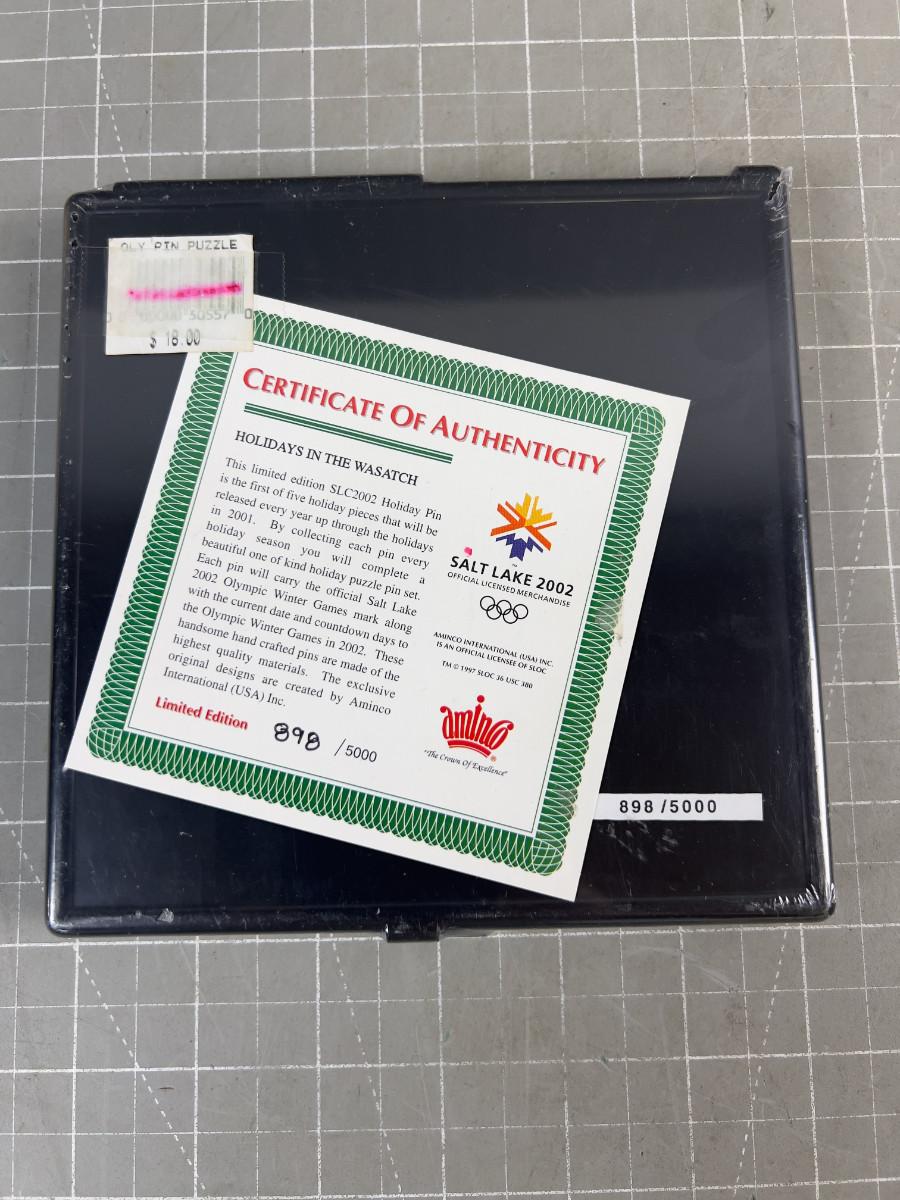 OLY PIN PUZZLE
$ 18.00
CERTIFICATE OF AUTHENTICITY
HOLIDAYS IN THE WASATCH
This limited edition SLC2002 Holiday Pin
is the first of five holiday pieces that will be
released every year up through the holidays
in 2001. By collecting each pin every
holiday season you will complete a
beautiful one of kind holiday puzzle pin set.
Each pin will carry the official Salt Lake
2002 Olympic Winter Games mark along
with the current date and countdown days to
the Olympic Winter Games in 2002. These
handsome hand crafted pins are made of the
highest quality materials. The exclusive
original designs are created by Aminco
International (USA) Inc.
Limited Edition 898 /5000
SALT LAKE 2002
OFFICIAL LICENSED MERCHANDISE
AMINCO INTERNATIONAL (USA) INC.
IS AN OFFICIAL LICENSEE OF SLOC
TM © 1997 SLOC 36 USC 380
aminco®
"The Crown Of Excellence"
898/5000